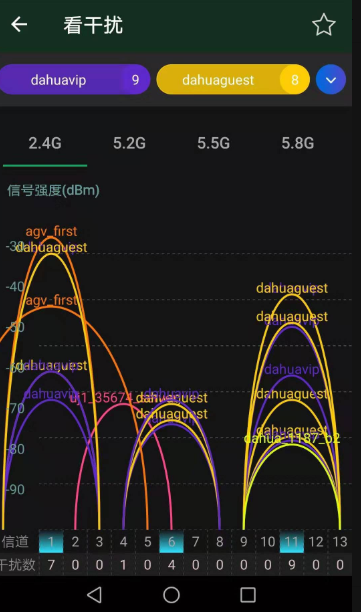 看干扰
dahuavip 9 dahuaguest 8
2.4G 5.2G 5.5G 5.8G
信号强度(dBm)
agv_first
-30
dahuaguest
-40
dahuaguest
agv_first
-50
dahuaguest
dahuavip
-60
dahuaguest
dahuavip
dahuavip
dahuavip
uj1_35674
dahuaguest
dahuaguest
-70
dahuaguest
dahuaguest
dahua_1187_b2
-80
-90
信道 1 2 3 4 5 6 7 8 9 10 11 12 13
干扰数 7 0 0 1 0 4 0 0 0 0 9 0 0